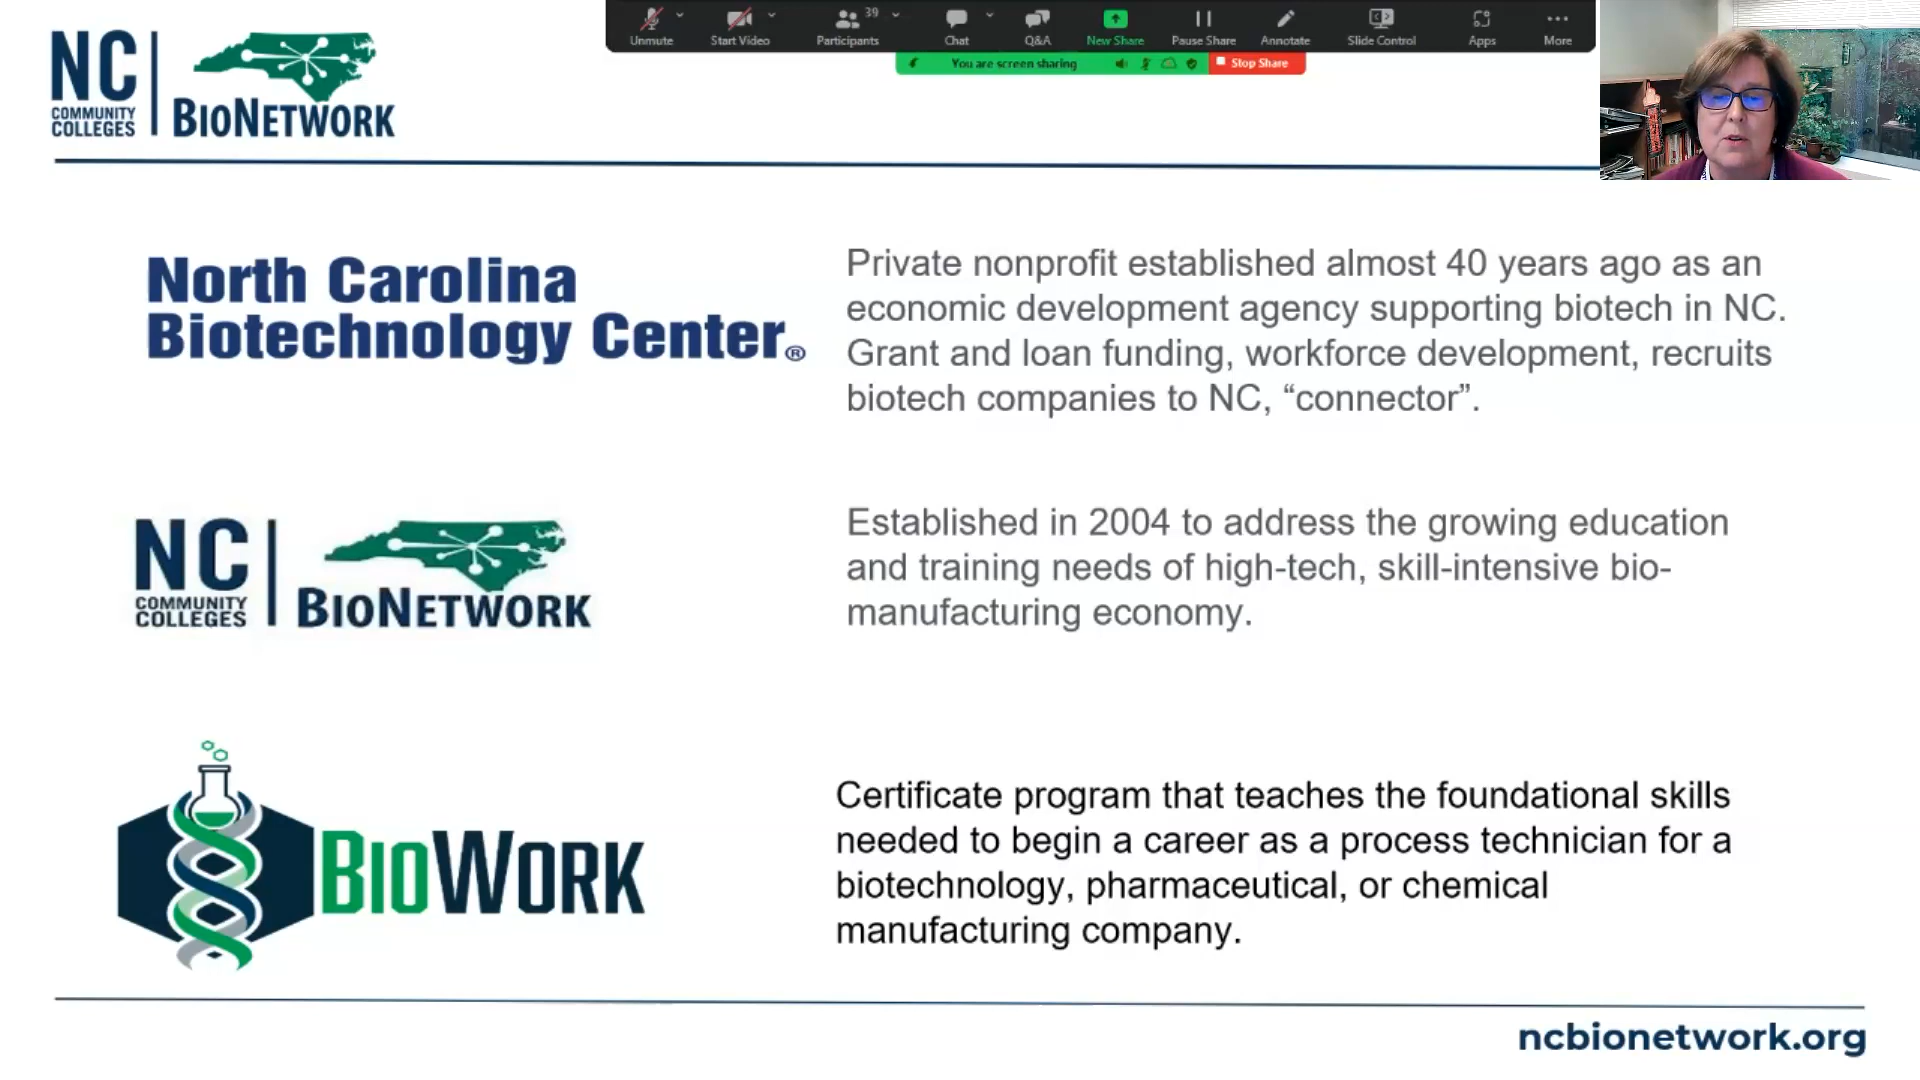 Unmute
Start Video
Participants
39
Chat
Q&A
New Share
Pause Share
Annotate
Slide Control
Apps
More
You are screen sharing
Stop Share
NC
COMMUNITY
COLLEGES
BIONETWORK
North Carolina
Biotechnology Center®
Private nonprofit established almost 40 years ago as an
economic development agency supporting biotech in NC.
Grant and loan funding, workforce development, recruits
biotech companies to NC, “connector”.
NC
COMMUNITY
COLLEGES
BIONETWORK
Established in 2004 to address the growing education
and training needs of high-tech, skill-intensive bio-
manufacturing economy.
BIOWORK
Certificate program that teaches the foundational skills
needed to begin a career as a process technician for a
biotechnology, pharmaceutical, or chemical
manufacturing company.
ncbionetwork.org